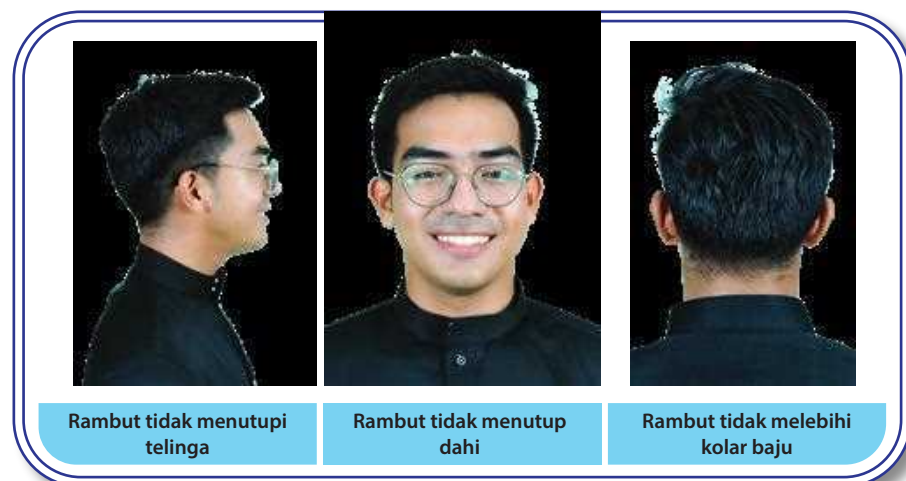 Rambut tidak menutupi
telinga
Rambut tidak menutup
dahi
Rambut tidak melebihi
kolar baju